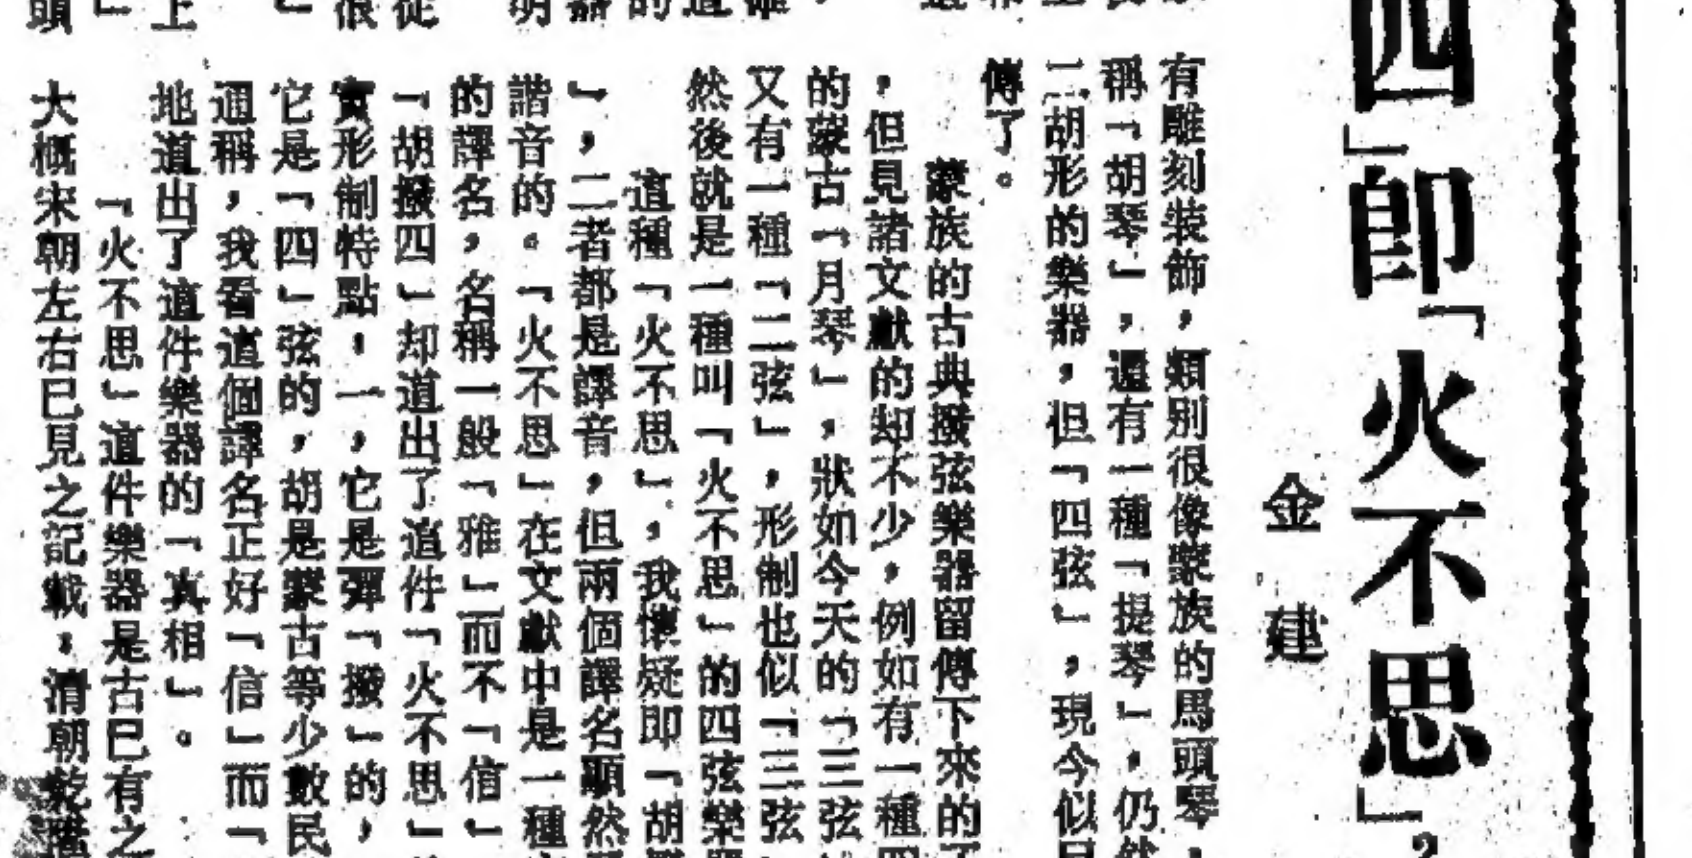 四」即「火不思」?
金建
有雕刻装飾,類別很像蒙族的馬頭琴,
稱「胡琴」,還有一種「提琴」,仍然
二胡形的樂器,但「四弦」,現今似已
傳了。
蒙族的古典撥弦樂器留傳下來的不
,但見諸文獻的却不少,例如有一種四
的蒙古「月琴」,狀如今天的「三弦
又有一種「二弦」,形制也似「三弦
然後就是一種叫「火不思」的四弦樂器
這種「火不思」,我懷疑即「胡撥
」,二者都是譯音,但兩個譯名顯然
諧音的。「火不思」在文獻中是一種
的譯名,名稱一般「雅」而不「信」
「胡撥四」却道出了這件「火不思」
實形制特點,一,它是彈「撥」的,
它是「四」弦的,胡是蒙古等少數民
通稱,我看這個譯名正好「信」而「
地道出了這件樂器的「真相」。
「火不思」這件樂器是古已有之
大概宋朝左右已見之記載,清朝乾隆